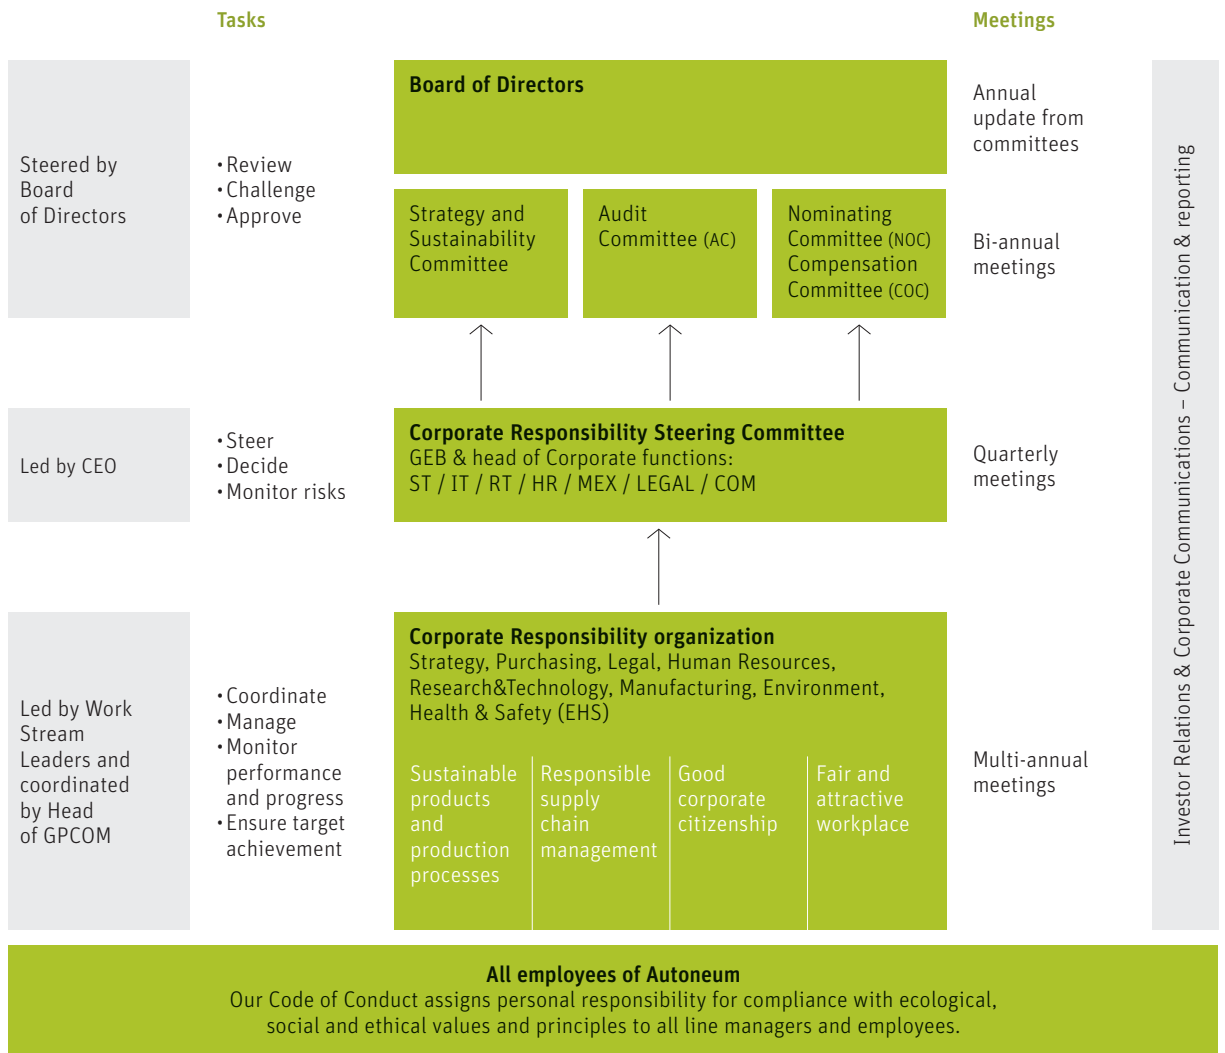 Tasks
Meetings
Steered by
Board
of Directors
• Review
• Challenge
• Approve
Board of Directors
Annual
update from
committees
Strategy and
Sustainability
Committee
Audit
Committee (AC)
Nominating
Committee (NOC)
Compensation
Committee (COC)
Bi-annual
meetings
Led by CEO
• Steer
• Decide
• Monitor risks
Corporate Responsibility Steering Committee
GEB & head of Corporate functions:
ST / IT / RT / HR / MEX / LEGAL / COM
Quarterly
meetings
Led by Work
Stream
Leaders and
coordinated
by Head
of GPCOM
• Coordinate
• Manage
• Monitor
performance
and progress
• Ensure target
achievement
Corporate Responsibility organization
Strategy, Purchasing, Legal, Human Resources,
Research&Technology, Manufacturing, Environment,
Health & Safety (EHS)
Sustainable
products
and
production
processes
Responsible
supply
chain
management
Good
corporate
citizenship
Fair and
attractive
workplace
Multi-annual
meetings
Investor Relations & Corporate Communications – Communication & reporting
All employees of Autoneum
Our Code of Conduct assigns personal responsibility for compliance with ecological,
social and ethical values and principles to all line managers and employees.